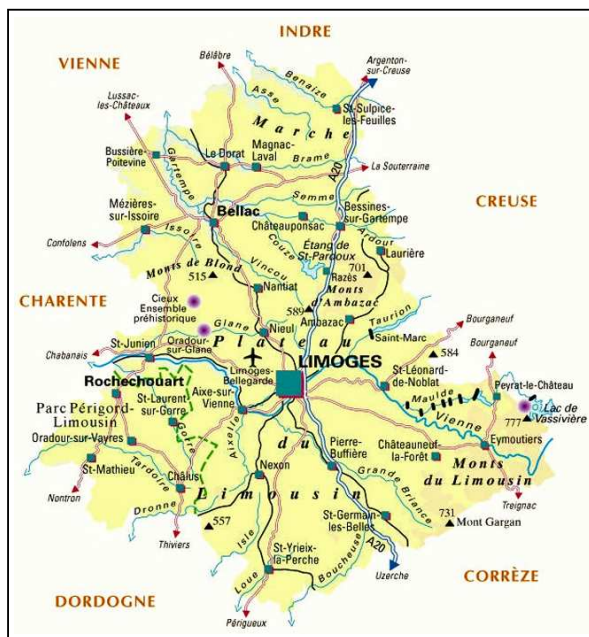 INDRE
VIENNE
Bélâbre
Argenton-
sur-Creuse
Benaize
Asse
Lussac-
les-Châteaux
St-Sulpice-
les-Feuilles
Marche
Bussière-
Poitevine
Gartempe
Le Dorat
Magnac-
Laval
Brame
A20
La Souterraine
Mézières-
sur-Issoire
Semme
CREUSE
Bellac
Châteauponsac
Bessines-
sur-Gartempe
Issoire
Couze
Étang de
St-Pardoux
Ardour
Laurière
Confolens
Monts de Blond
515
Vincou
Razès
701
Nantiat
Monts
d'Ambazac
589
CHARENTE
Cieux
Ensemble
préhistorique
Glane
Nieul
Ambazac
Taurion
Saint-Marc
Bourganeuf
St-Junien
Oradour-
sur-Glane
Plateau
Chabanais
Limoges-
Bellegarde
LIMOGES
584
Bourganeuf
Rochechouart
St-Laurent
sur-Gorre
Aixe-sur
Vienne
St-Léonard-
de-Noblat
Maulde
Peyrat-le-Château
Parc Périgord-
Limousin
Gorre
Vienne
777
Lac de
Vassivière
Oradour-sur-Vayres
Aixette
du
Pierre-
Buffière
Châteauneuf-
la-Forêt
Eymoutiers
St-Mathieu
Tardoire
Nexon
Monts
du Limousin
Châlus
Limousin
Grande Briance
Nontron
Dronne
557
St-Germain-
les-Belles
731
Mont Gargan
Treignac
Thiviers
Isle
St-Yrieix-
la-Perche
Boucheuse
A20
Loue
Uzerche
CORRÈZE
DORDOGNE
Périgueux